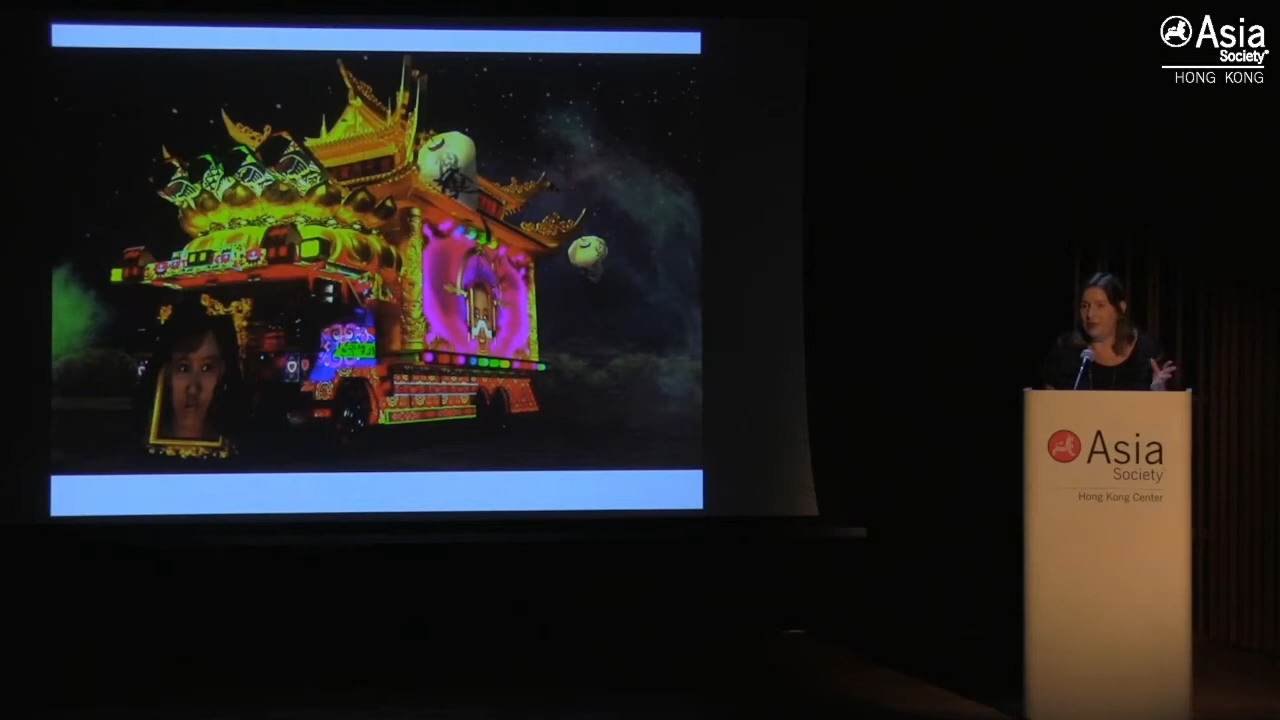 Asia
Society
HONG KONG
Asia
Society
Hong Kong Center